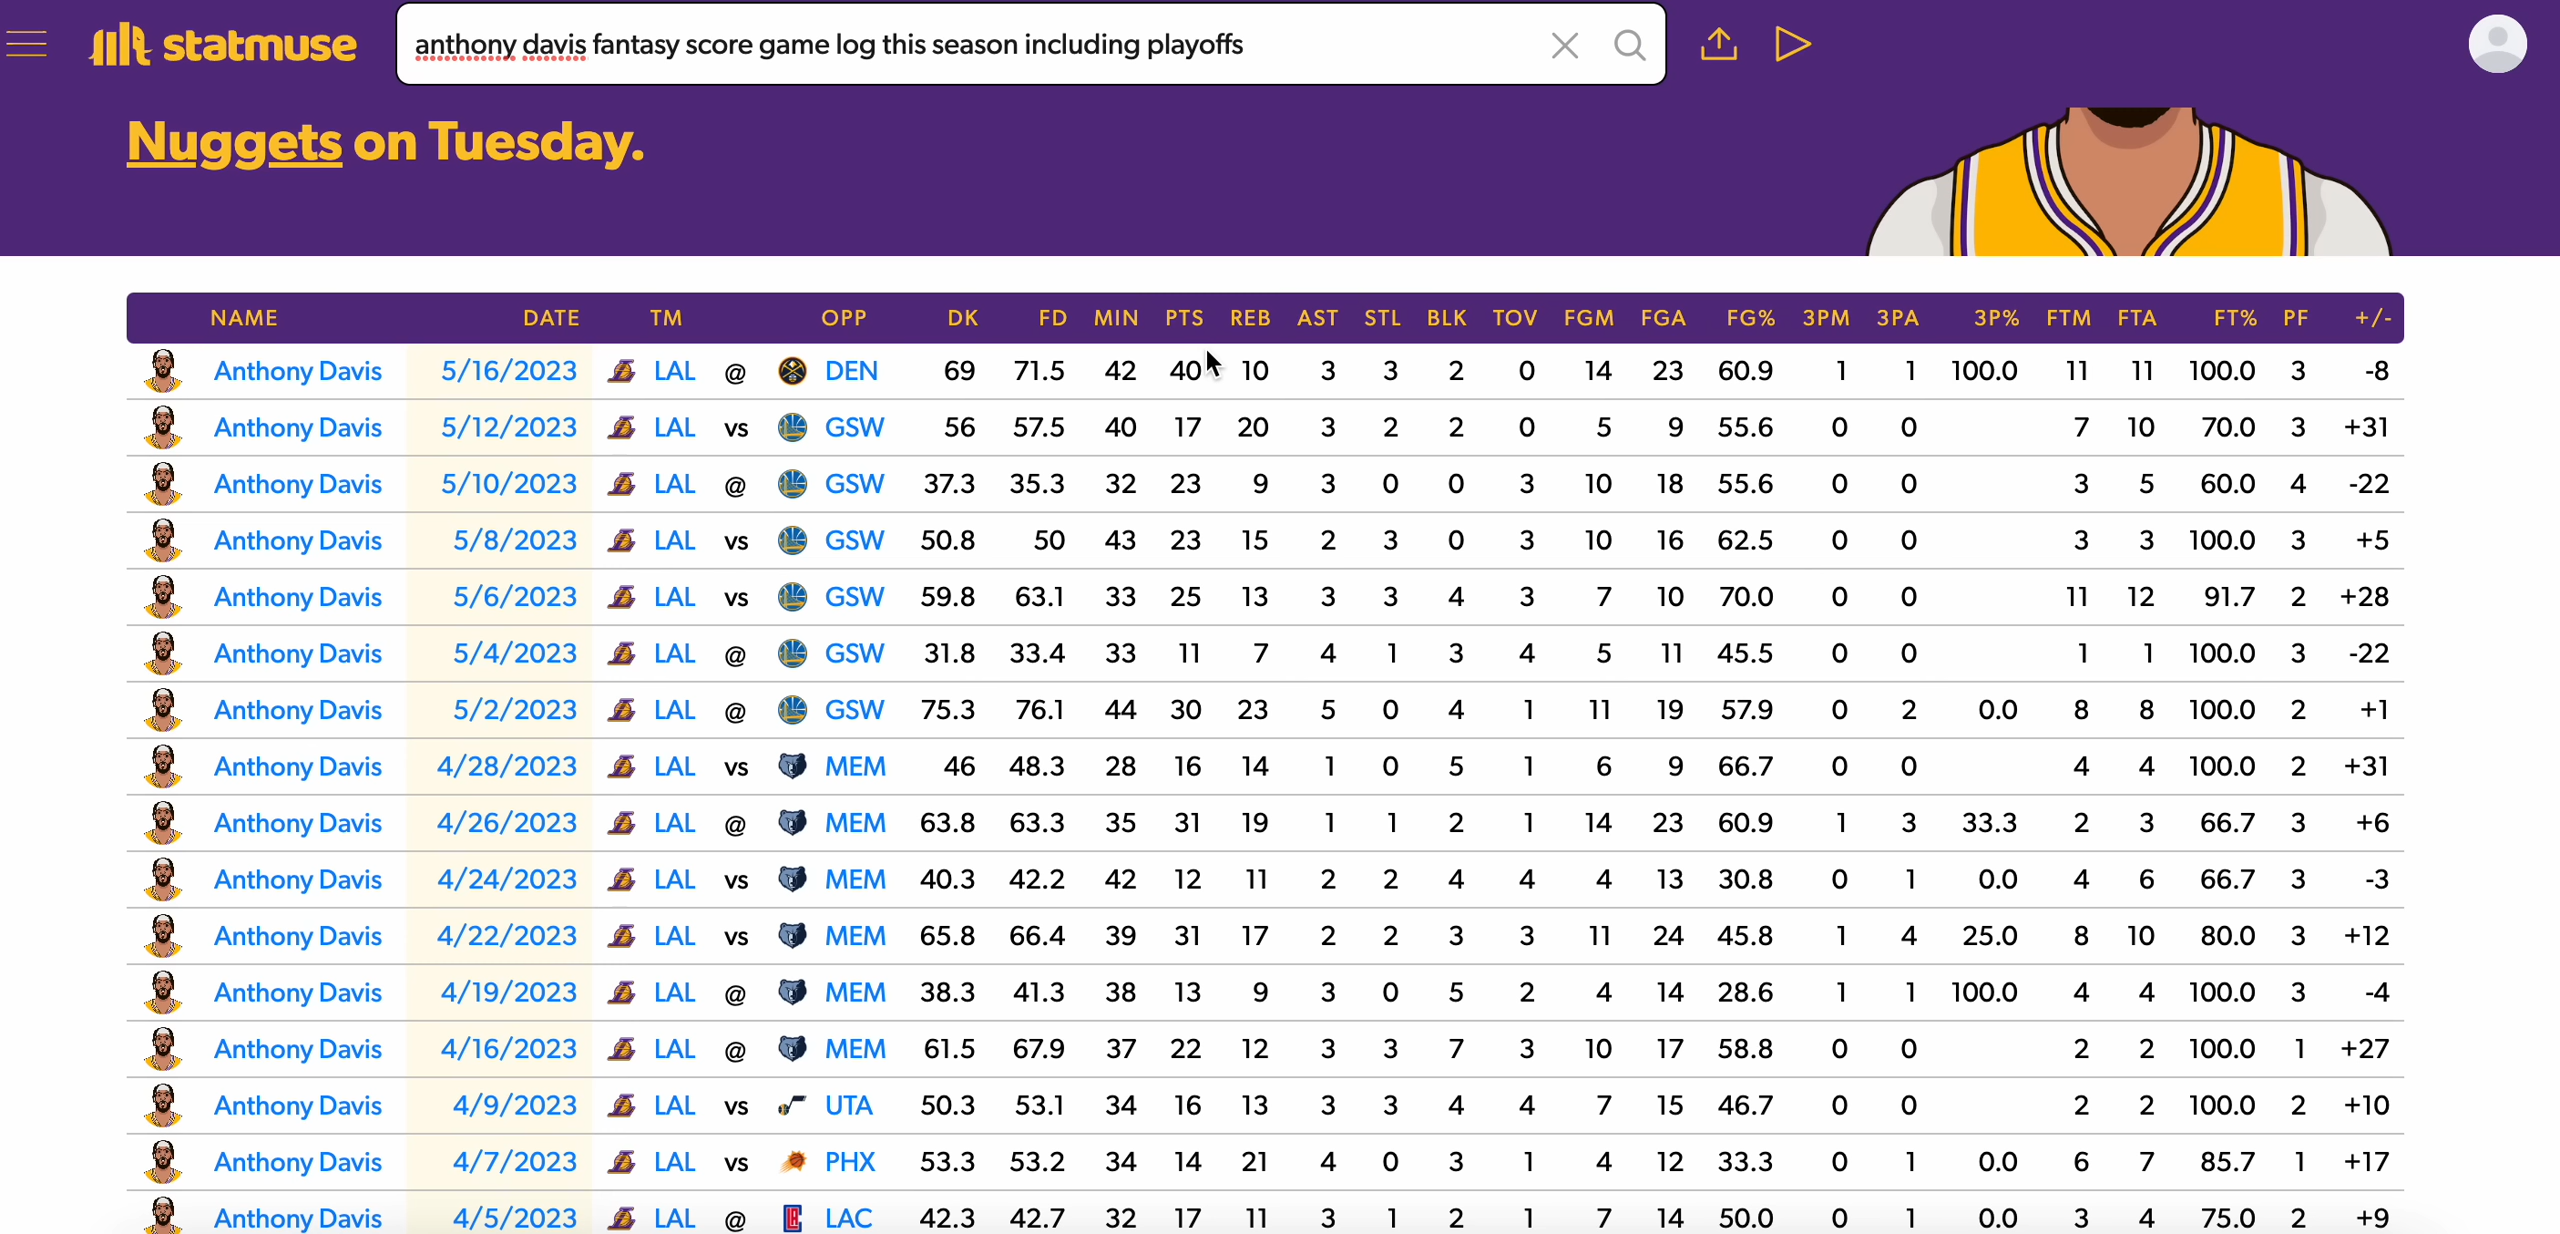 statmuse
anthony davis fantasy score game log this season including playoffs
Nuggets on Tuesday.
NAME DATE TM OPP DK FD MIN PTS REB AST STL BLK TOV FGM FGA FG% 3PM 3PA 3P% FTM FTA FT% PF +/-
Anthony Davis 5/16/2023 LAL @ DEN 69 71.5 42 40 10 3 3 2 0 14 23 60.9 1 1 100.0 11 11 100.0 3 -8
Anthony Davis 5/12/2023 LAL vs GSW 56 57.5 40 17 20 3 2 2 0 5 9 55.6 0 0 7 10 70.0 3 +31
Anthony Davis 5/10/2023 LAL @ GSW 37.3 35.3 32 23 9 3 0 0 3 10 18 55.6 0 0 3 5 60.0 4 -22
Anthony Davis 5/8/2023 LAL vs GSW 50.8 50 43 23 15 2 3 0 3 10 16 62.5 0 0 3 3 100.0 3 +5
Anthony Davis 5/6/2023 LAL vs GSW 59.8 63.1 33 25 13 3 3 4 3 7 10 70.0 0 0 11 12 91.7 2 +28
Anthony Davis 5/4/2023 LAL @ GSW 31.8 33.4 33 11 7 4 1 3 4 5 11 45.5 0 0 1 1 100.0 3 -22
Anthony Davis 5/2/2023 LAL @ GSW 75.3 76.1 44 30 23 5 0 4 1 11 19 57.9 0 2 0.0 8 8 100.0 2 +1
Anthony Davis 4/28/2023 LAL vs MEM 46 48.3 28 16 14 1 0 5 1 6 9 66.7 0 0 4 4 100.0 2 +31
Anthony Davis 4/26/2023 LAL @ MEM 63.8 63.3 35 31 19 1 1 2 1 14 23 60.9 1 3 33.3 2 3 66.7 3 +6
Anthony Davis 4/24/2023 LAL vs MEM 40.3 42.2 42 12 11 2 2 4 4 4 13 30.8 0 1 0.0 4 6 66.7 3 -3
Anthony Davis 4/22/2023 LAL vs MEM 65.8 66.4 39 31 17 2 2 3 3 11 24 45.8 1 4 25.0 8 10 80.0 3 +12
Anthony Davis 4/19/2023 LAL @ MEM 38.3 41.3 38 13 9 3 0 5 2 4 14 28.6 1 1 100.0 4 4 100.0 3 -4
Anthony Davis 4/16/2023 LAL @ MEM 61.5 67.9 37 22 12 3 3 7 3 10 17 58.8 0 0 2 2 100.0 1 +27
Anthony Davis 4/9/2023 LAL vs UTA 50.3 53.1 34 16 13 3 3 4 4 7 15 46.7 0 0 2 2 100.0 2 +10
Anthony Davis 4/7/2023 LAL vs PHX 53.3 53.2 34 14 21 4 0 3 1 4 12 33.3 0 1 0.0 6 7 85.7 1 +17
Anthony Davis 4/5/2023 LAL @ LAC 42.3 42.7 32 17 11 3 1 2 1 7 14 50.0 0 1 0.0 3 4 75.0 2 +9